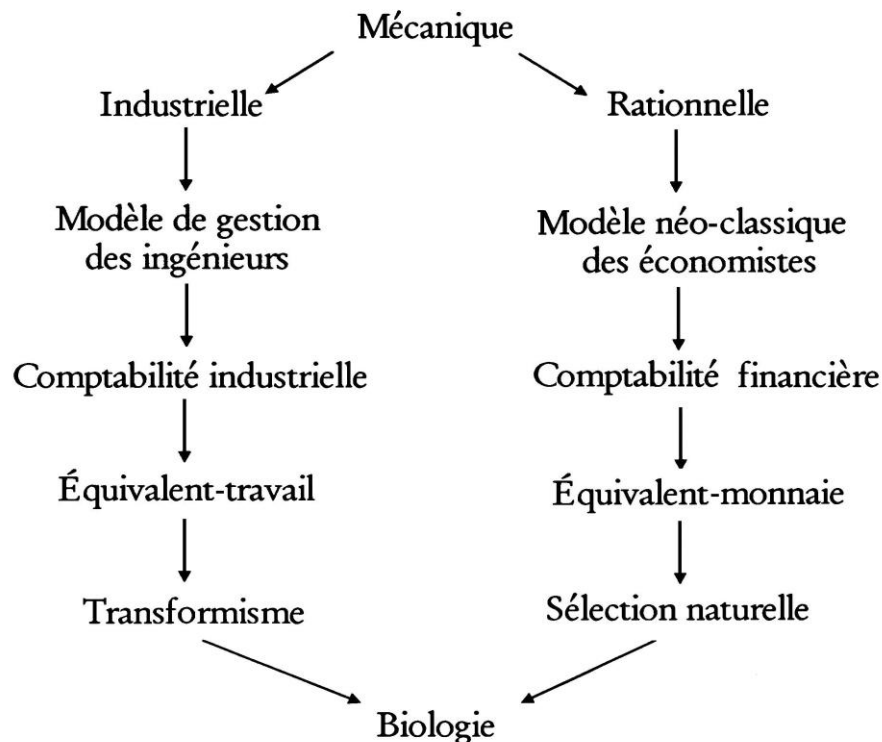 Mécanique
Industrielle
Rationnelle
Modèle de gestion
des ingénieurs
Modèle néo-classique
des économistes
Comptabilité industrielle
Comptabilité financière
Équivalent-travail
Équivalent-monnaie
Transformisme
Sélection naturelle
Biologie